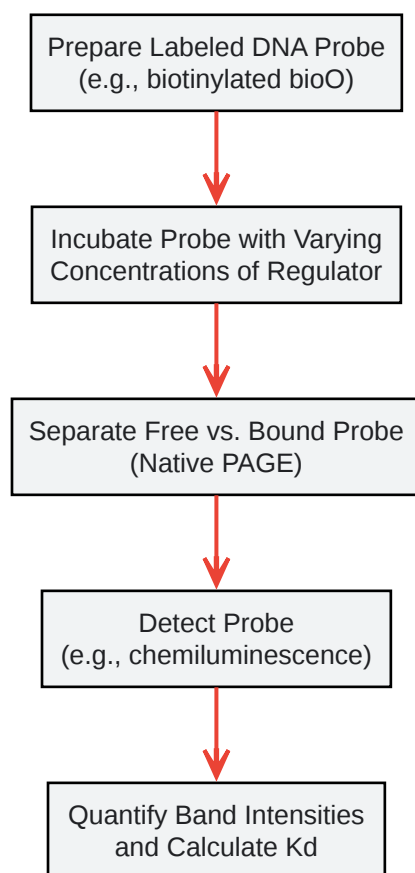 Prepare Labeled DNA Probe
(e.g., biotinylated bioO)
Incubate Probe with Varying
Concentrations of Regulator
Separate Free vs. Bound Probe
(Native PAGE)
Detect Probe
(e.g., chemiluminescence)
Quantify Band Intensities
and Calculate Kd